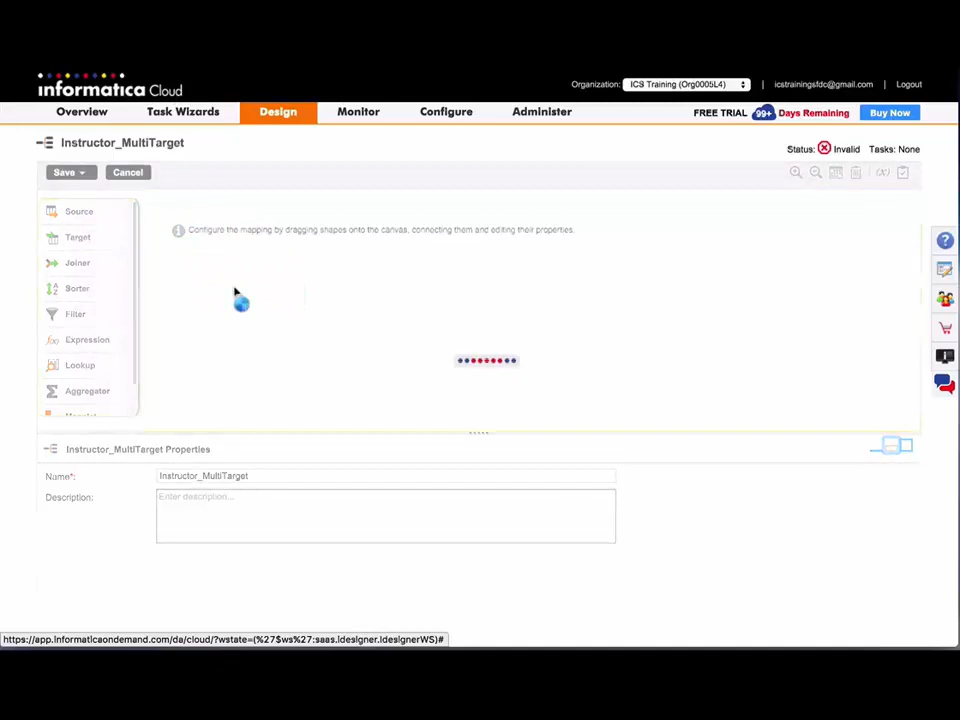 informatica Cloud
Organization: ICS Training (Org0005L4) | icstrainingsfdc@gmail.com | Logout
Overview Task Wizards Design Monitor Configure Administer FREE TRIAL 99+ Days Remaining Buy Now
Instructor_MultiTarget
Status: Invalid Tasks: None
Save Cancel
(X)
Source
Configure the mapping by dragging shapes onto the canvas, connecting them and editing their properties.
Target
Joiner
Sorter
Filter
f(x) Expression
Lookup
Aggregator
Instructor_MultiTarget Properties
Name*: Instructor_MultiTarget
Description: Enter description...
https://app.informaticaondemand.com/da/cloud/?wstate=(%27$ws%27:saas.idesigner.IdesignerWS)#